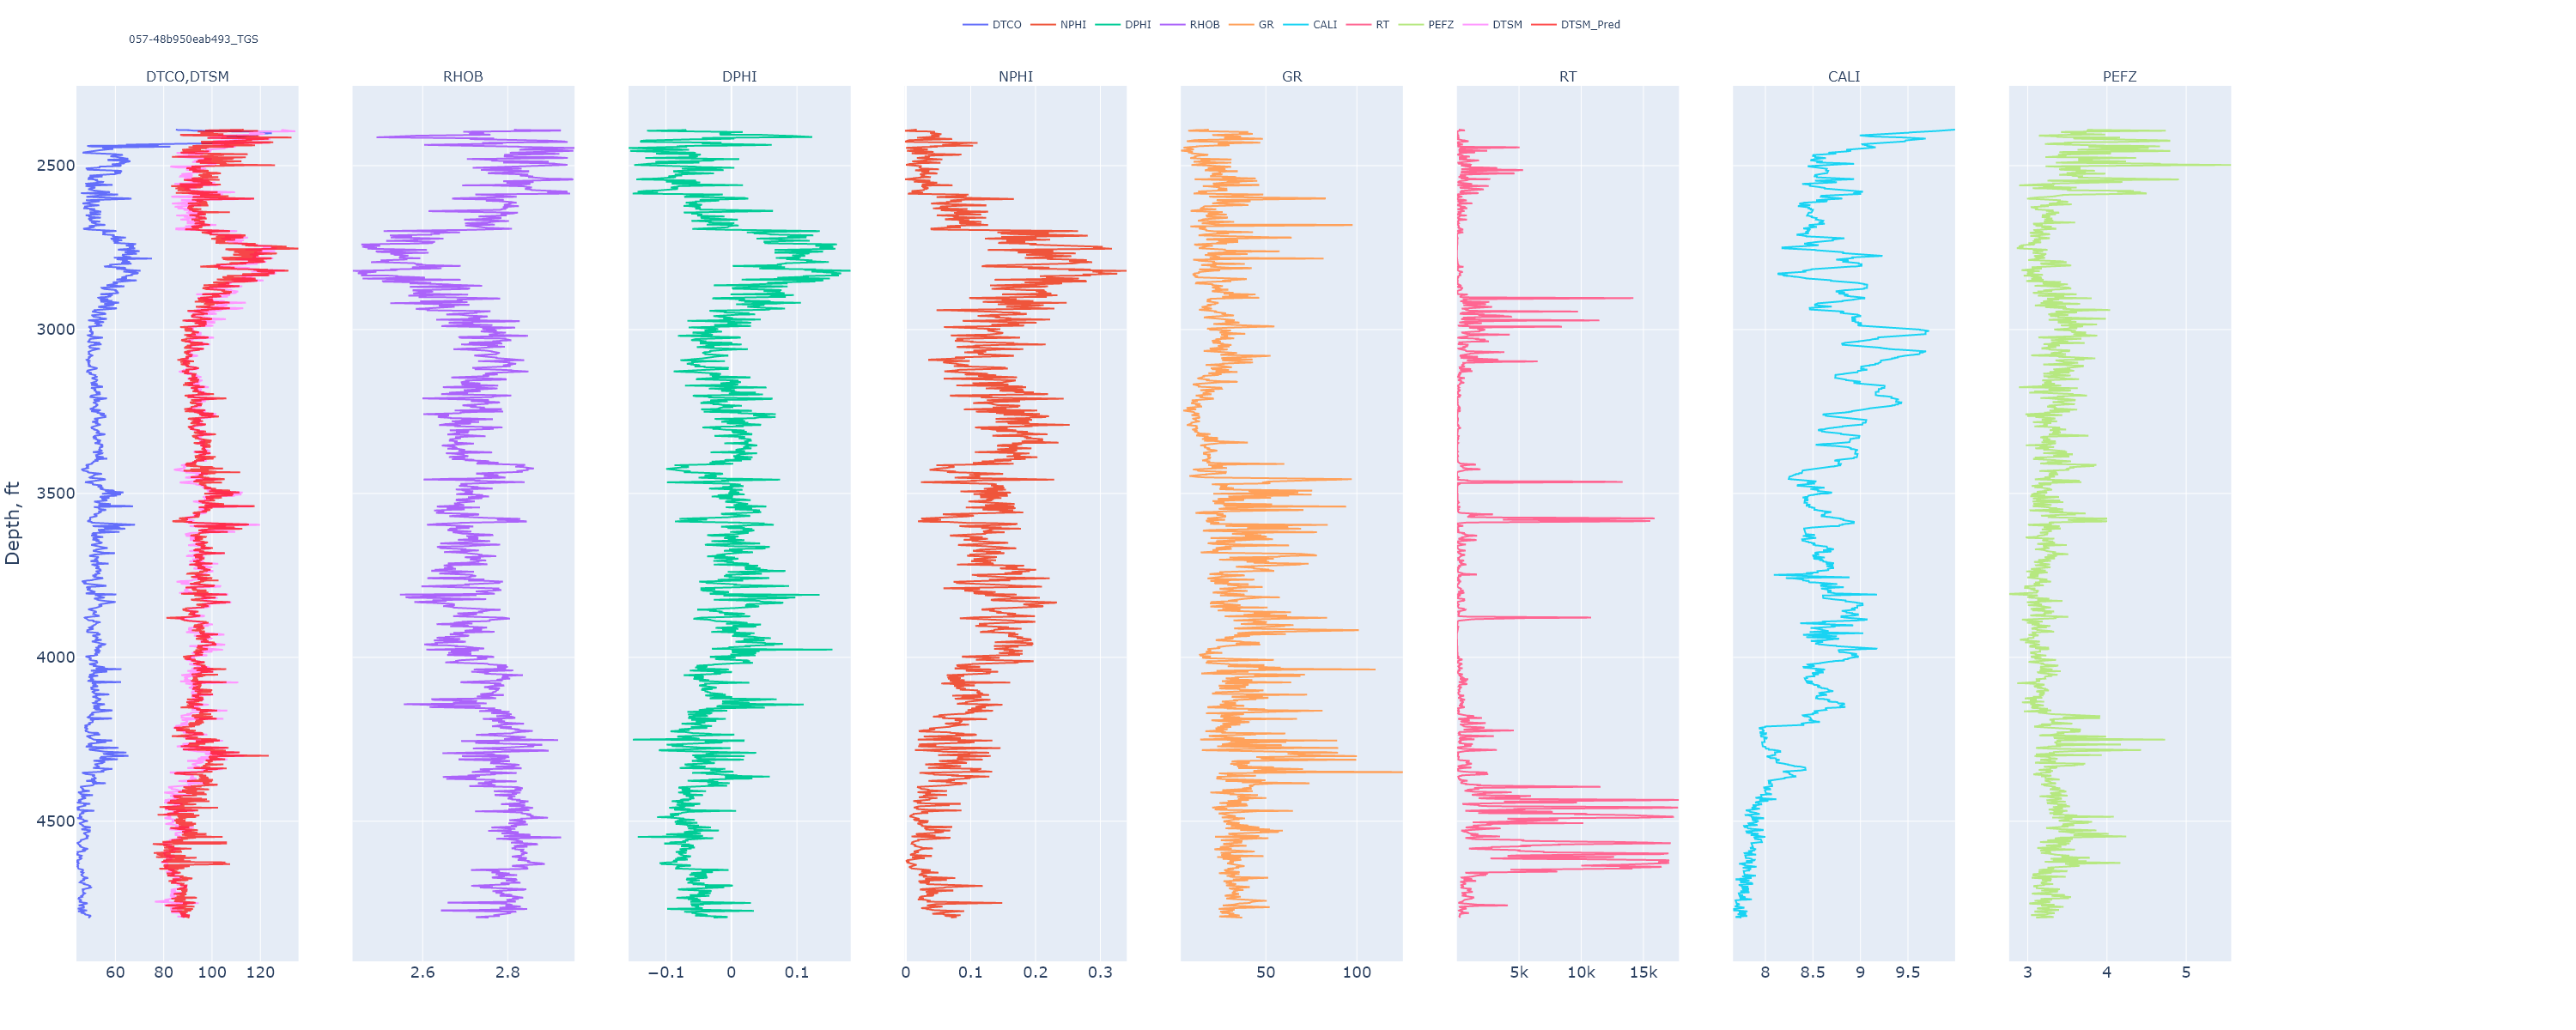 DTCO NPHI DPHI RHOB GR CALI RT PEFZ DTSM DTSM_Pred
057-48b950eab493_TGS
DTCO,DTSM RHOB DPHI NPHI GR RT CALI PEFZ
2500
3000
3500
4000
4500
Depth, ft
60 80 100 120 2.6 2.8 −0.1 0 0.1 0 0.1 0.2 0.3 50 100 5k 10k 15k 8 8.5 9 9.5 3 4 5